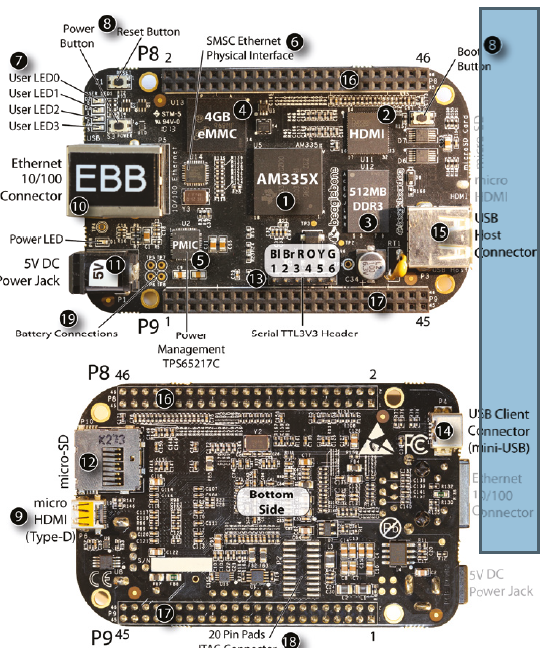 Power
Button
8
Reset Button
SMSC Ethernet
Physical Interface
6
P8
2
46
Boot
Button
8
7
User LED0
User LED1
User LED2
User LED3
16
4
4GB
eMMC
2
HDMI
micro
HDMI
Ethernet
10/100
Connector
EBB
10
AM335X
1
512MB
DDR3
3
15
USB
Host
Connector
Power LED
5V DC
Power Jack
11
5V
PMIC
5
13
Bl Br R O Y G
1 2 3 4 5 6
17
19
Battery Connections
P9
1
45
Power
Management
TPS65217C
Serial TTL3V3 Header
P8
46
2
16
14
USB Client
Connector
(mini-USB)
micro-SD
12
K273
9
micro
HDMI
(Type-D)
Bottom
Side
Ethernet
10/100
Connector
5V DC
Power Jack
17
P9
45
1
20 Pin Pads
JTAG Connector
18